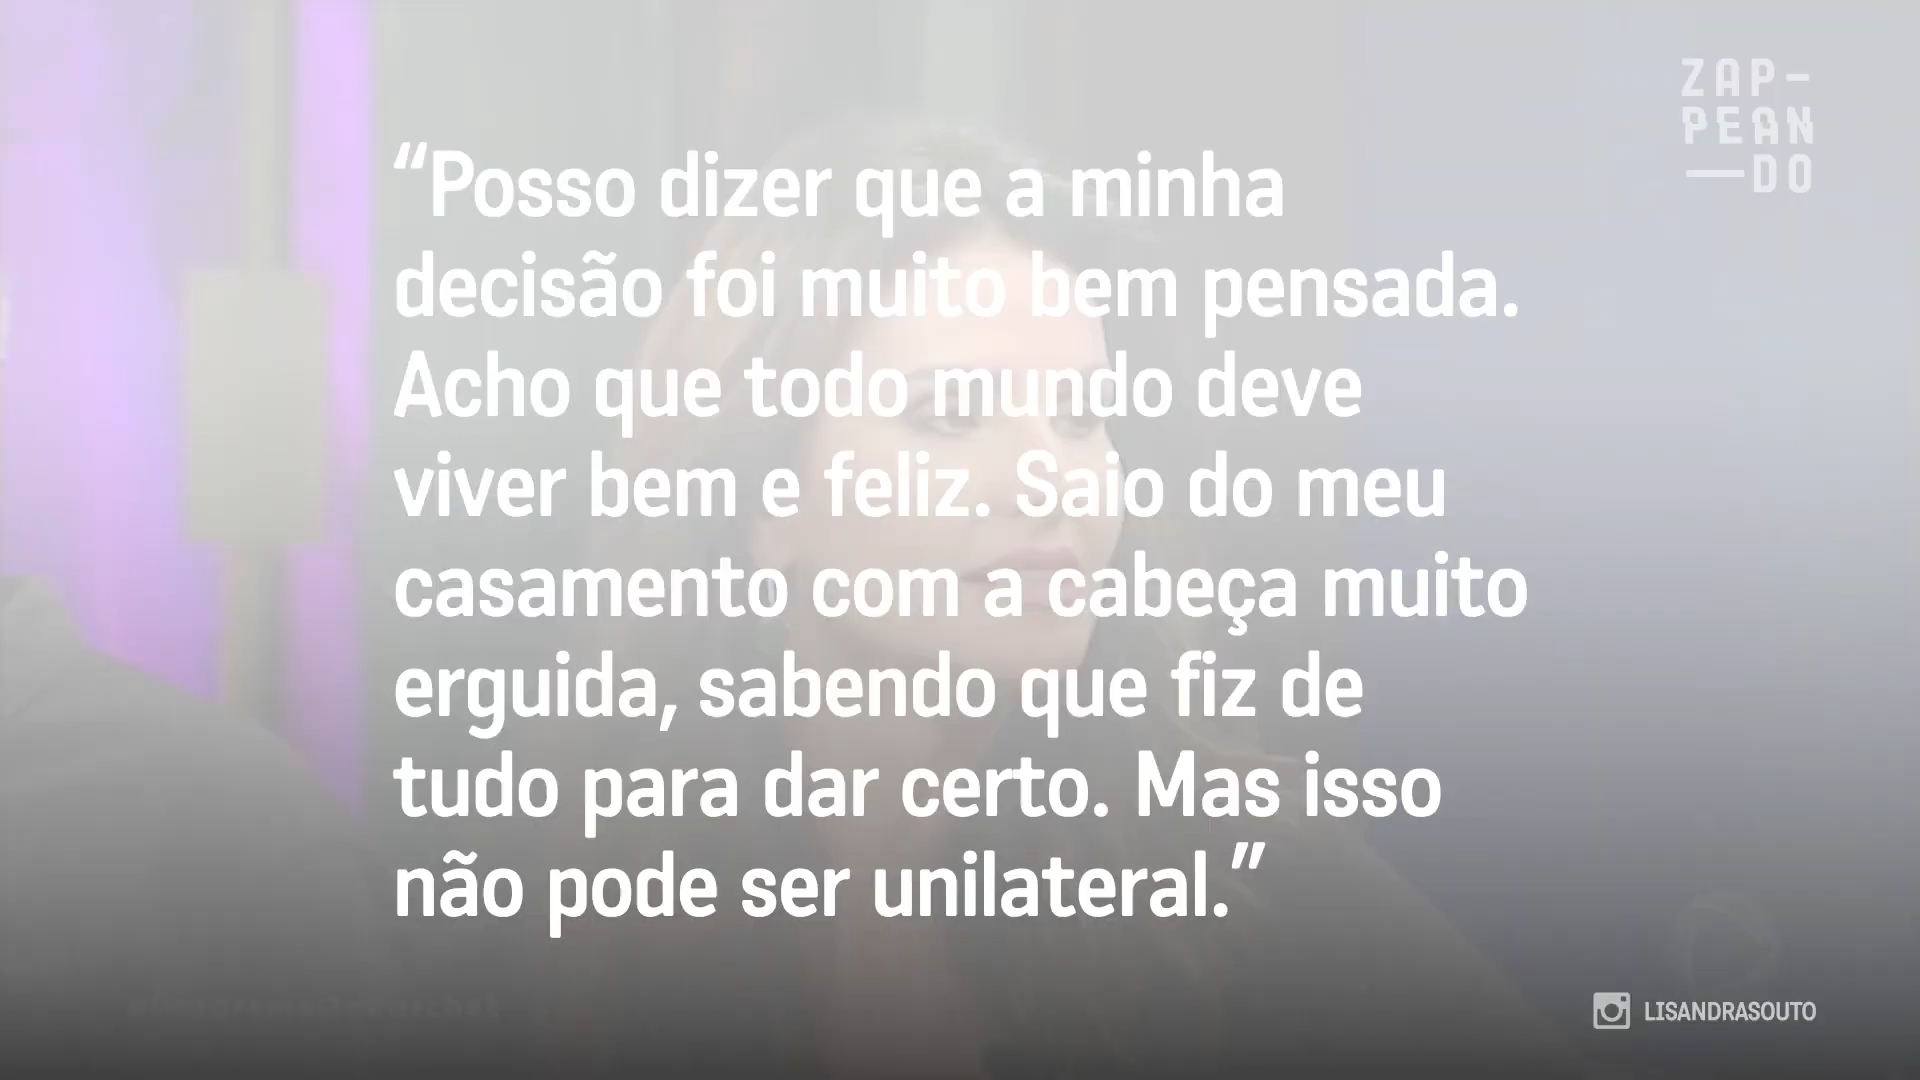 ZAP-
PEAN
—DO
“Posso dizer que a minha
decisão foi muito bem pensada.
Acho que todo mundo deve
viver bem e feliz. Saio do meu
casamento com a cabeça muito
erguida, sabendo que fiz de
tudo para dar certo. Mas isso
não pode ser unilateral.”
LISANDRASOUTO